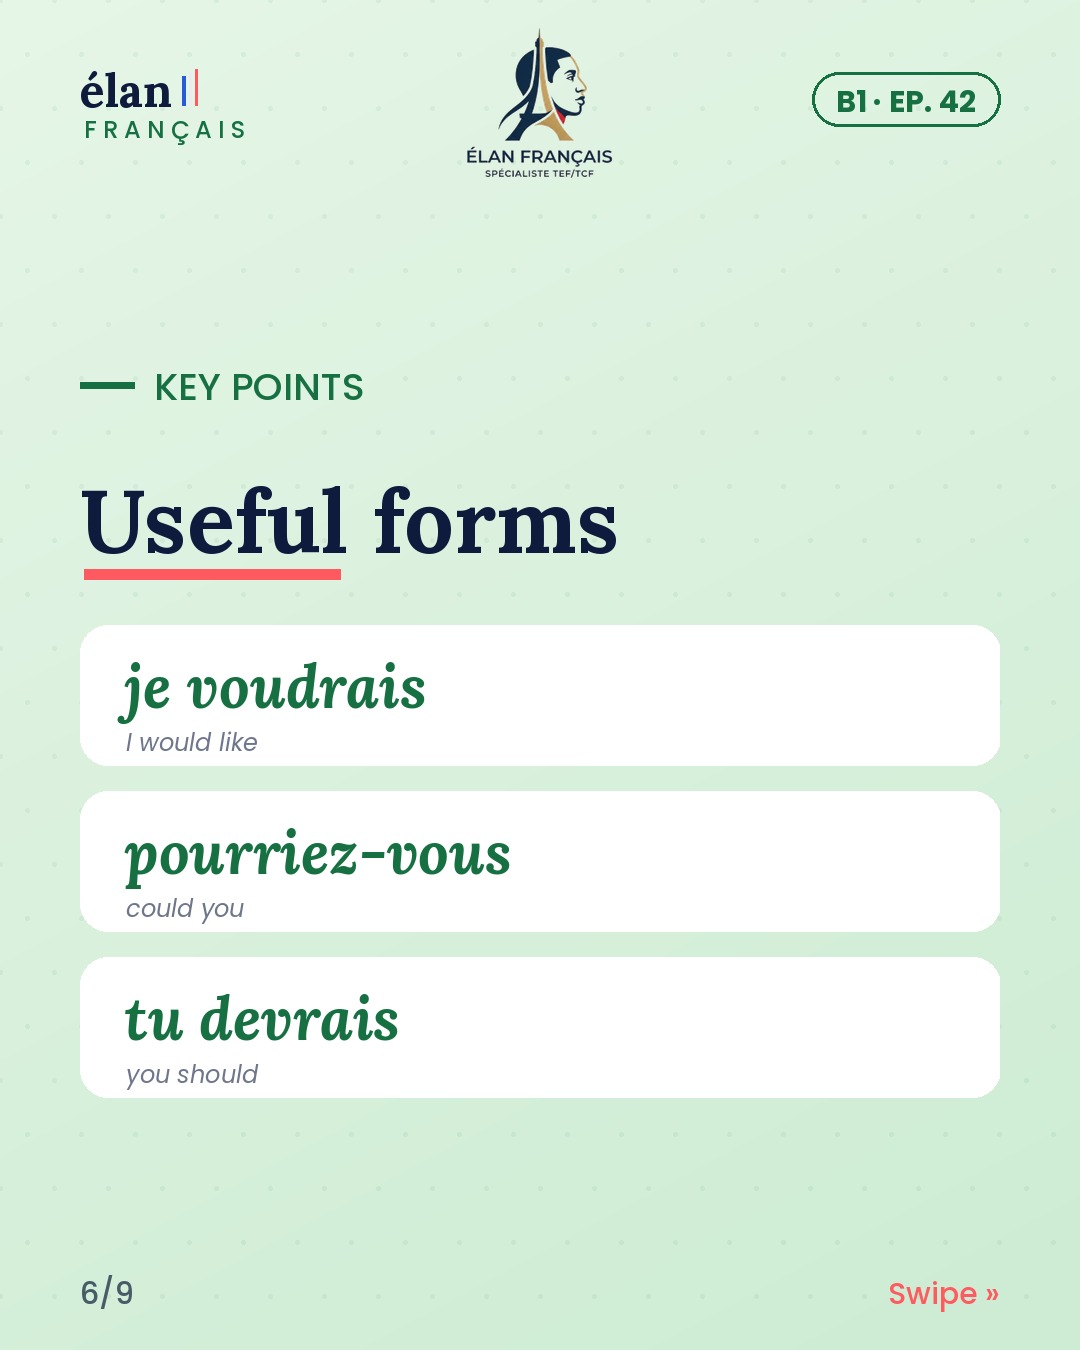 élan
FRANÇAIS
ÉLAN FRANÇAIS
SPÉCIALISTE TEF/TCF
B1 · EP. 42
KEY POINTS
Useful forms
je voudrais
I would like
pourriez-vous
could you
tu devrais
you should
6/9
Swipe »